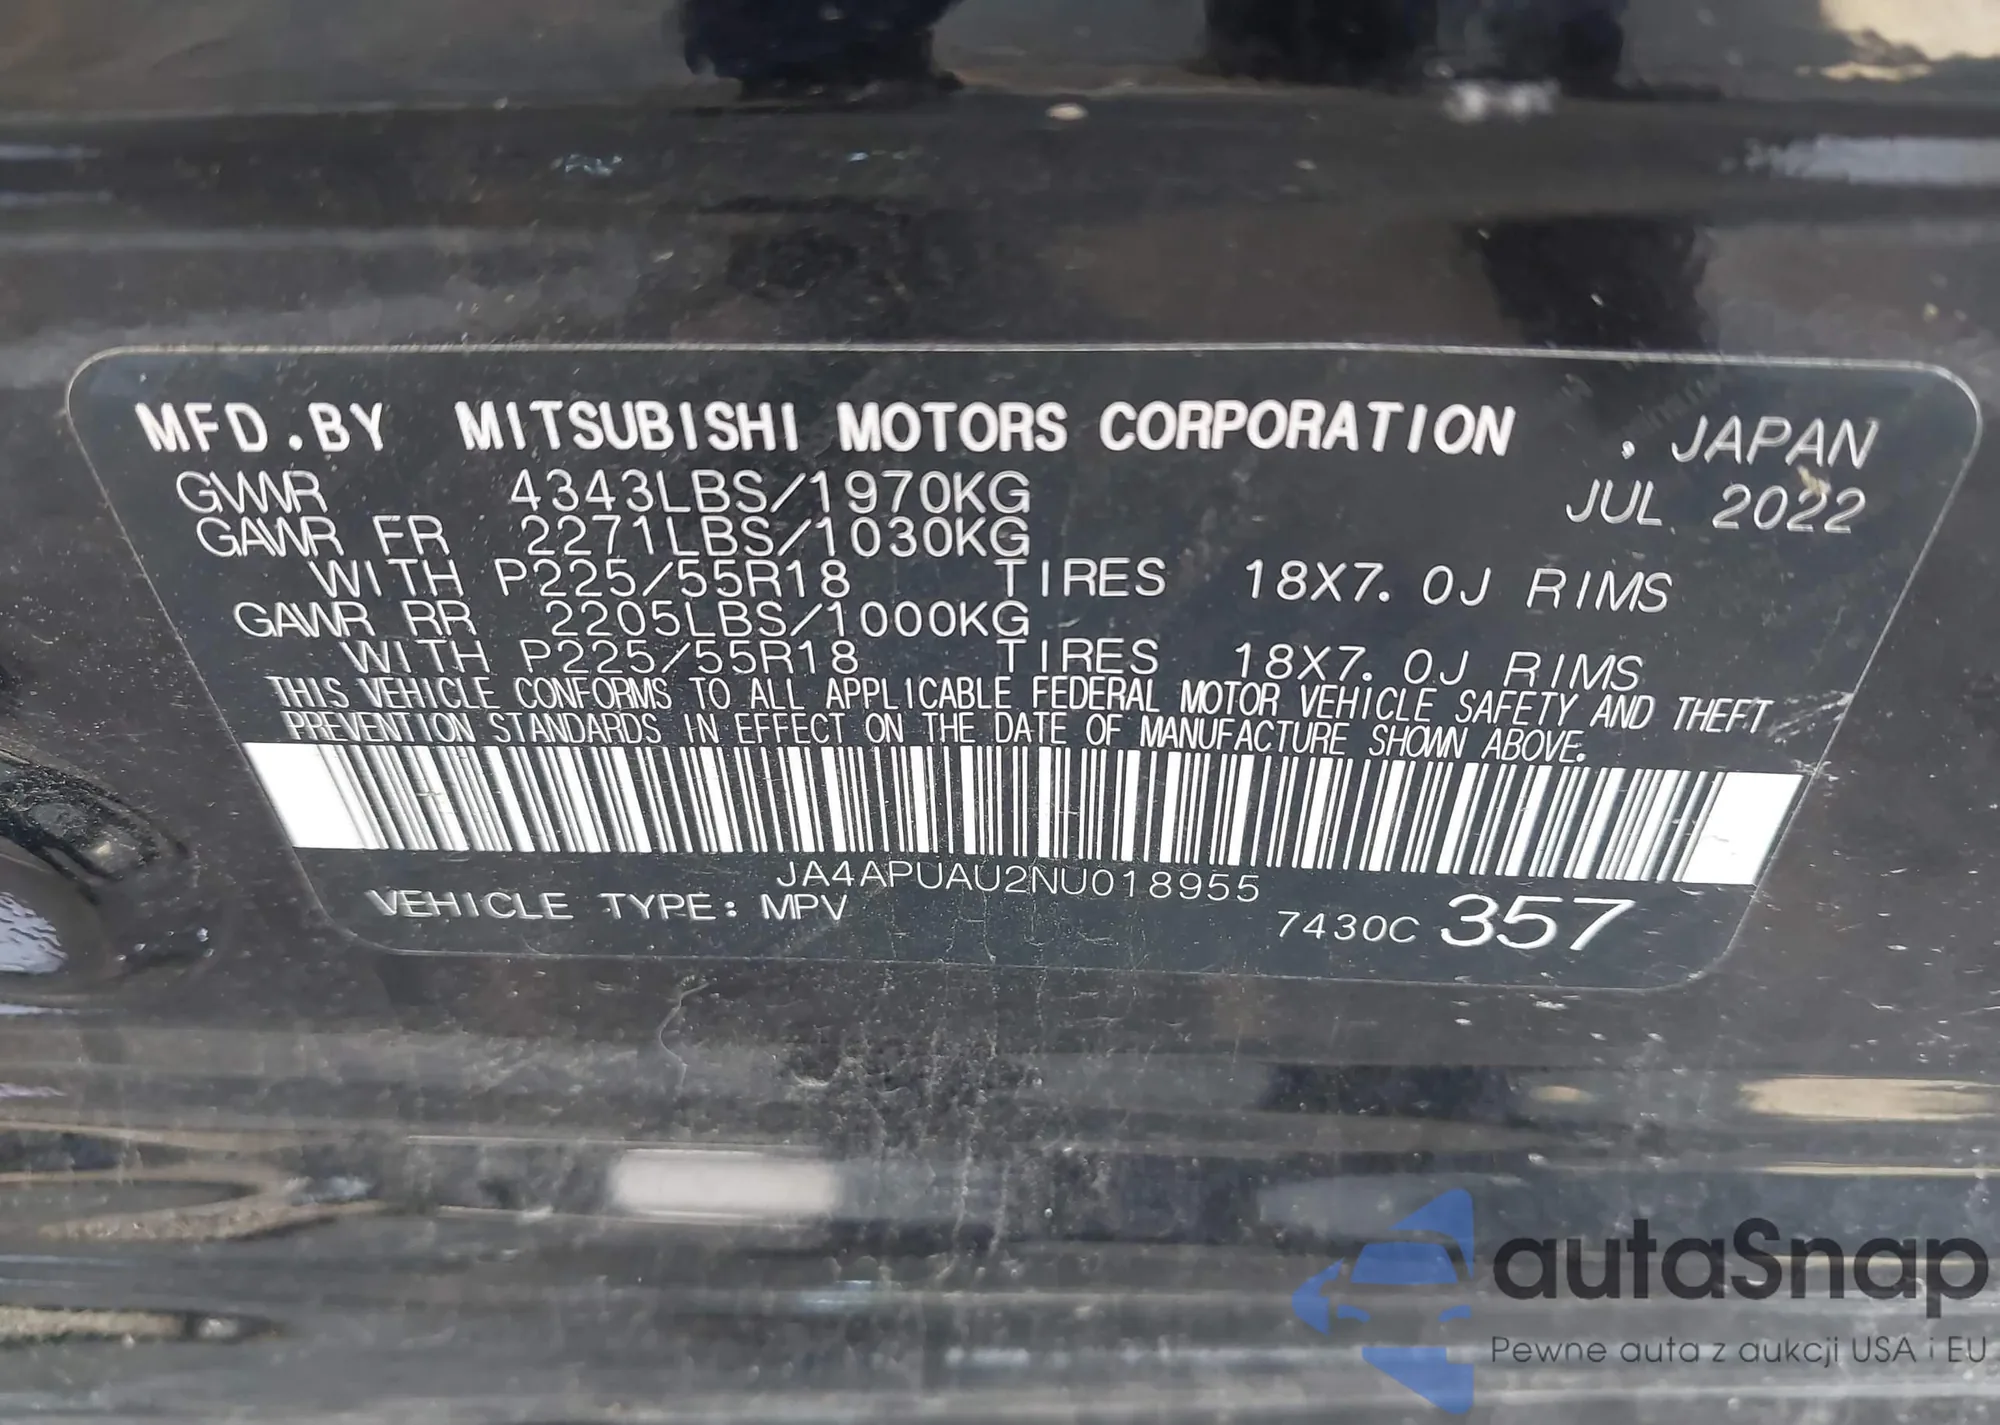 MFD.BY MITSUBISHI MOTORS CORPORATION . JAPAN
GVWR 4343LBS/1970KG JUL 2022
GAWR FR 2271LBS/1030KG
WITH P225/55R18 TIRES 18X7.0J RIMS
GAWR RR 2205LBS/1000KG
WITH P225/55R18 TIRES 18X7.0J RIMS
THIS VEHICLE CONFORMS TO ALL APPLICABLE FEDERAL MOTOR VEHICLE SAFETY AND THEFT
PREVENTION STANDARDS IN EFFECT ON THE DATE OF MANUFACTURE SHOWN ABOVE.
JA4APUAU2NU018955
VEHICLE TYPE: MPV 7430C 357
autaSnap
Pewne auta z aukcji USA i EU